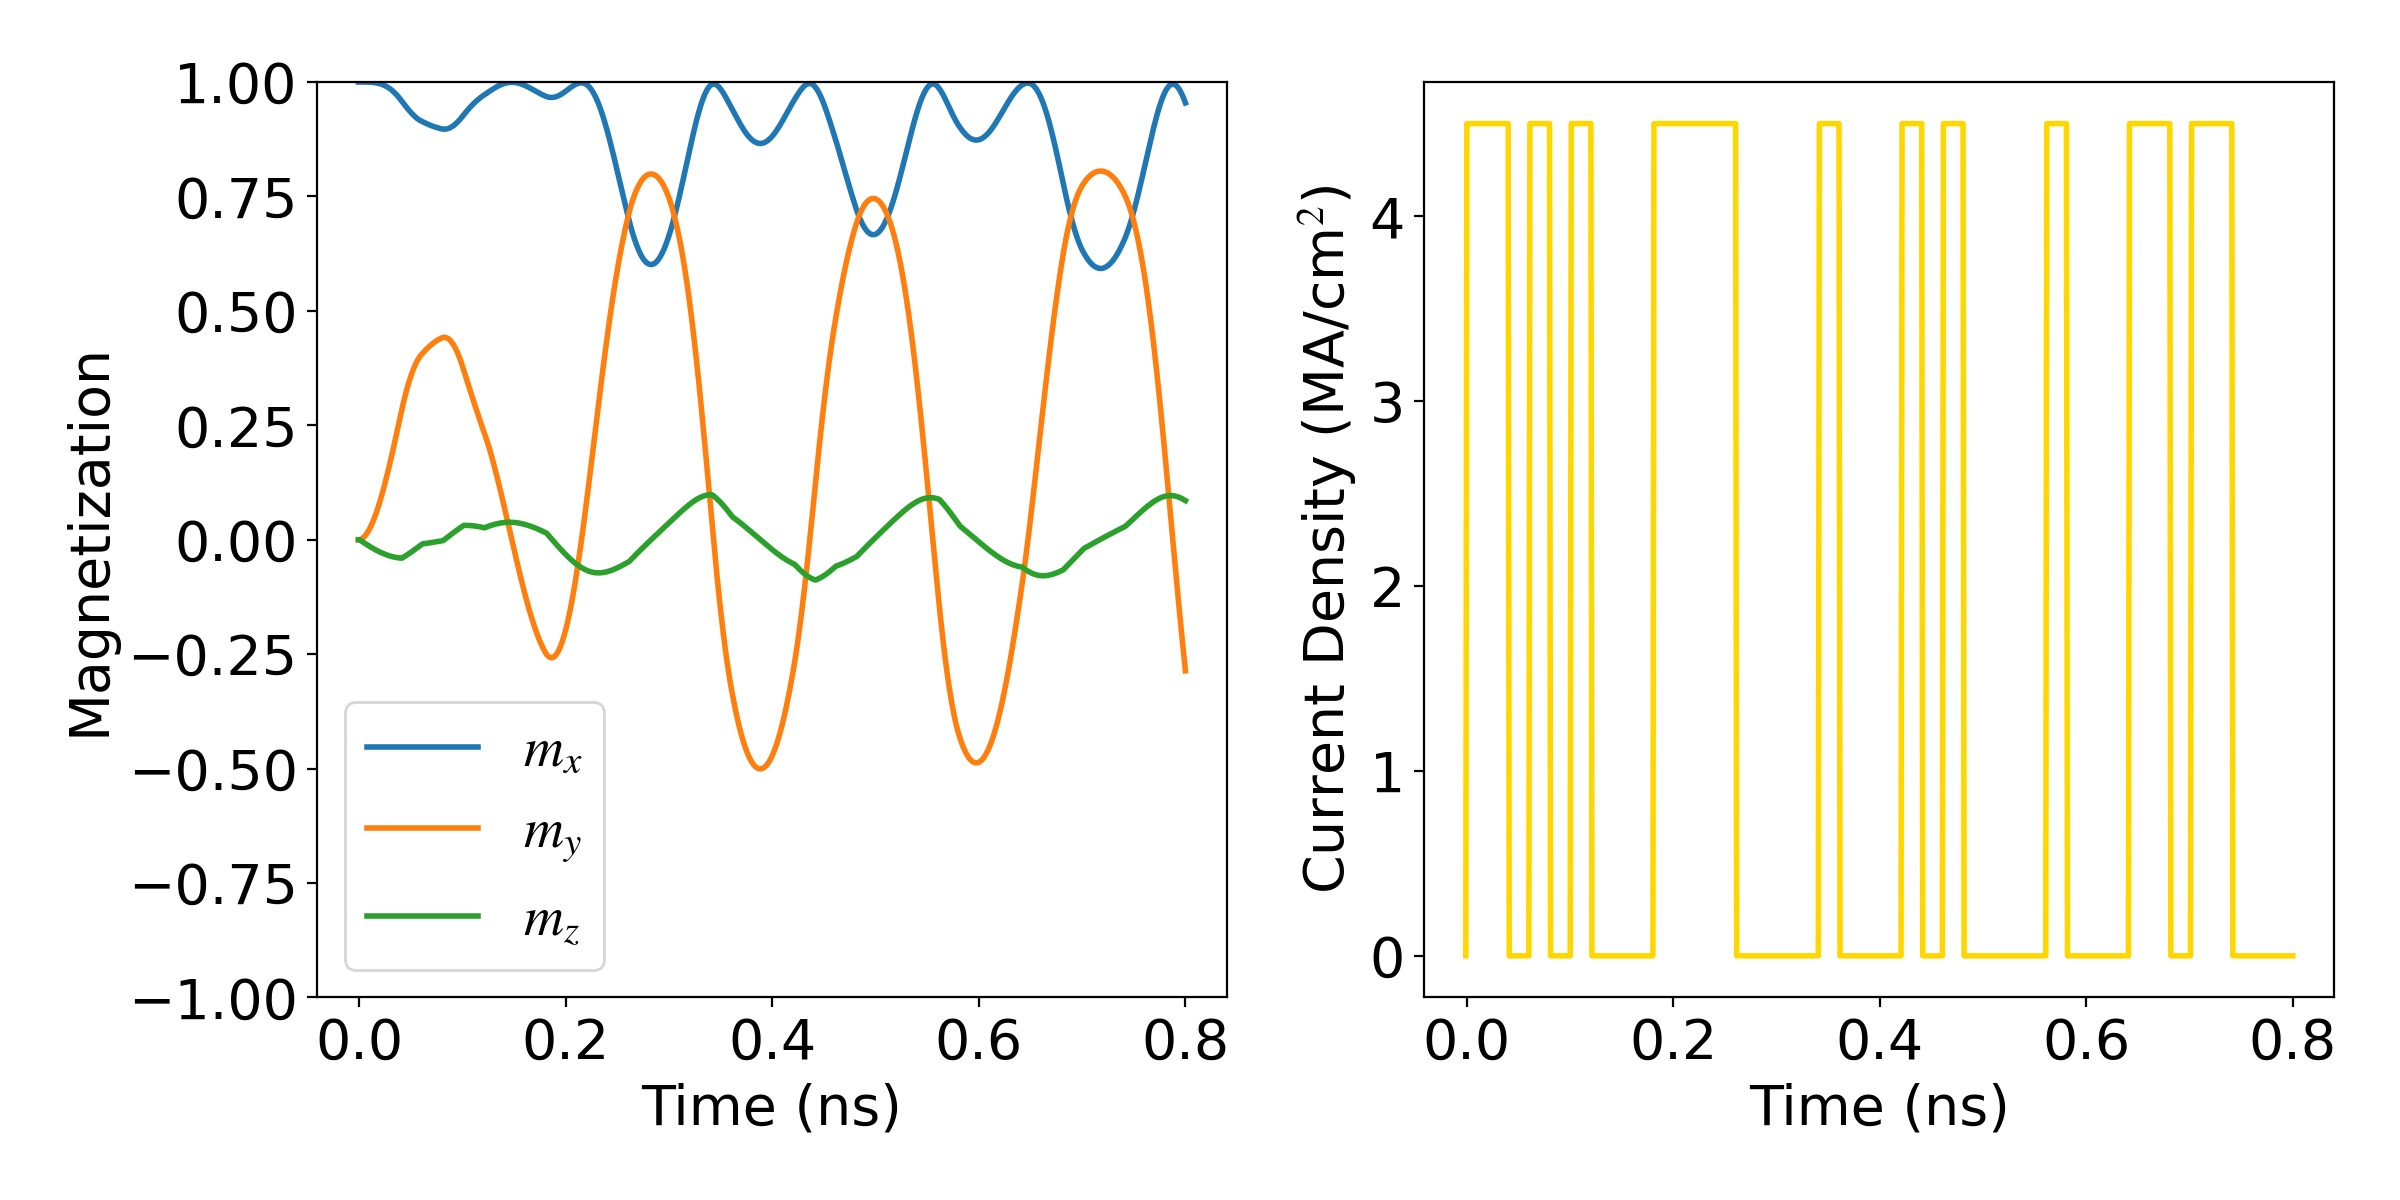 Magnetization
1.00
0.75
0.50
0.25
0.00
−0.25
−0.50
−0.75
−1.00
m_x
m_y
m_z
0.0 0.2 0.4 0.6 0.8
Time (ns)
Current Density (MA/cm²)
4
3
2
1
0
0.0 0.2 0.4 0.6 0.8
Time (ns)